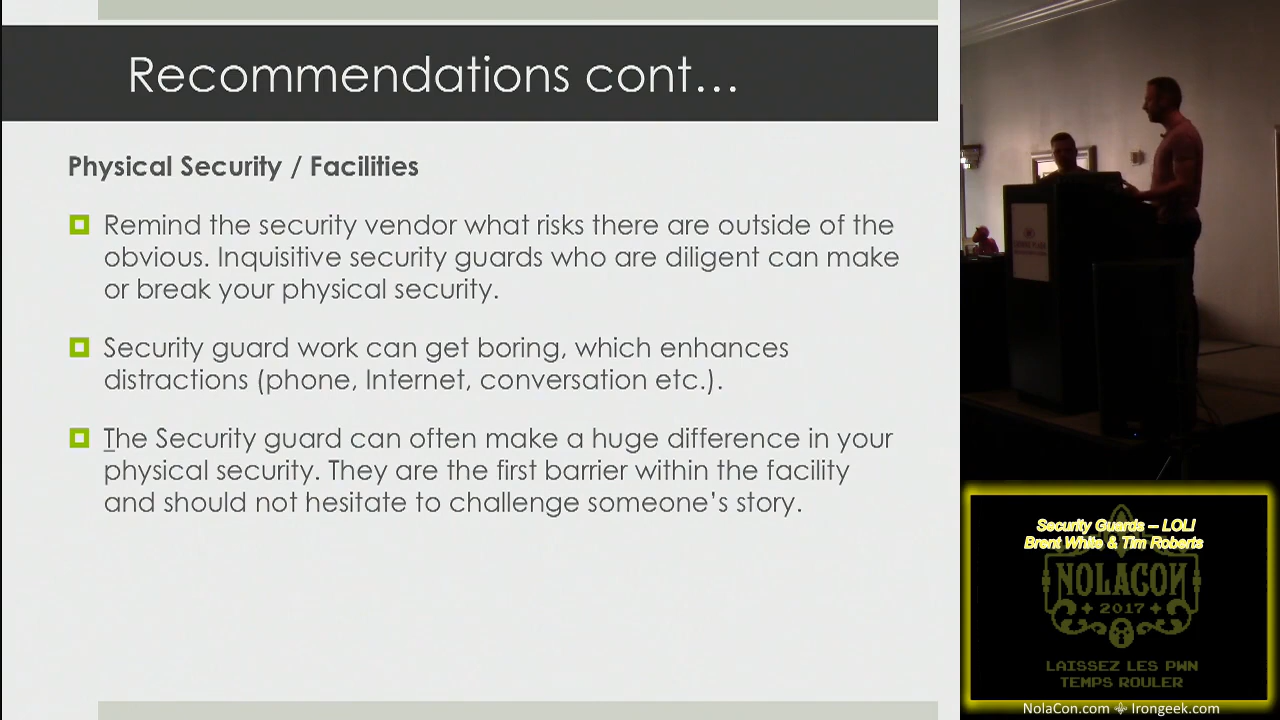 Recommendations cont...
Physical Security / Facilities
Remind the security vendor what risks there are outside of the
obvious. Inquisitive security guards who are diligent can make
or break your physical security.
Security guard work can get boring, which enhances
distractions (phone, Internet, conversation etc.).
The Security guard can often make a huge difference in your
physical security. They are the first barrier within the facility
and should not hesitate to challenge someone's story.
Security Guards -- LOL!
Brent White & Tim Roberts
NOLACON
2017
LAISSEZ LES PWN
TEMPS ROULER
NolaCon.com Irongeek.com